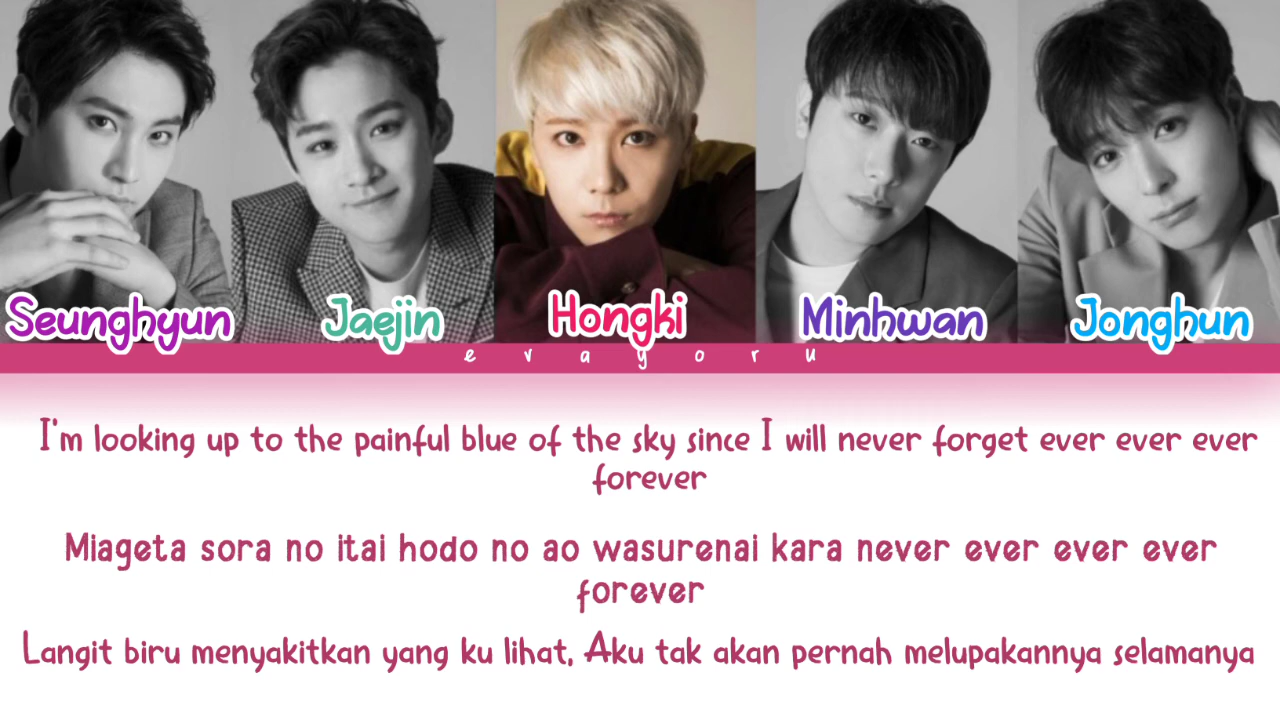 Seunghyun Jaejin Hongki Minhwan Jonghun
evayoru
I'm looking up to the painful blue of the sky since I will never forget ever ever ever
forever
Miageta sora no itai hodo no ao wasurenai kara never ever ever ever
forever
Langit biru menyakitkan yang ku lihat, Aku tak akan pernah melupakannya selamanya